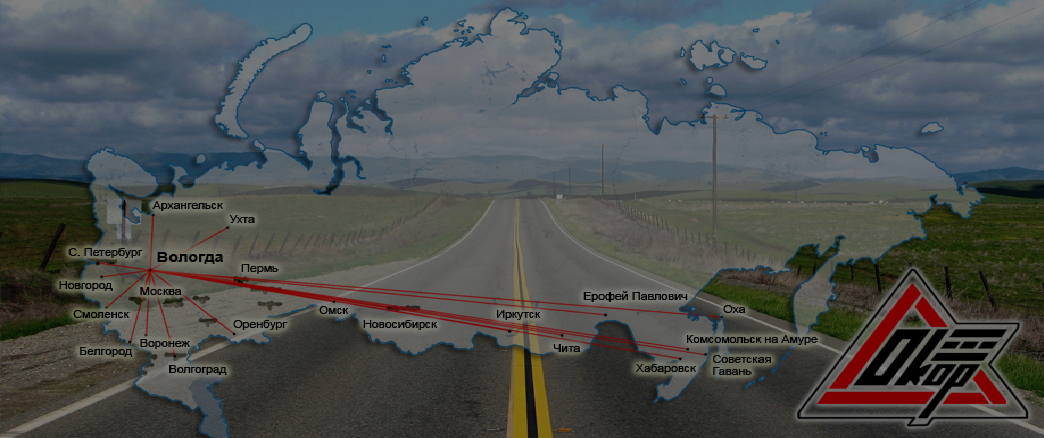 Архангельск
Ухта
С. Петербург
Вологда
Пермь
Новгород
Москва
Ерофей Павлович
Омск
Оха
Смоленск
Новосибирск
Иркутск
Оренбург
Комсомольск на Амуре
Белгород
Воронеж
Чита
Советская
Гавань
Волгоград
Хабаровск
Окор